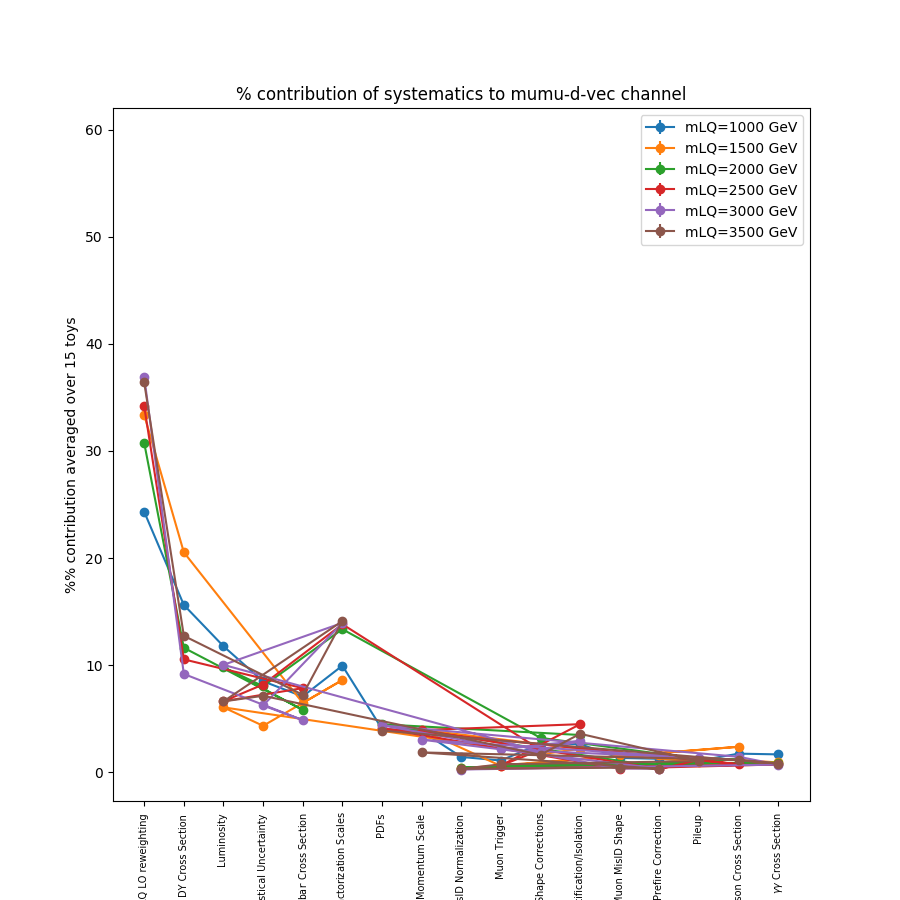 % contribution of systematics to mumu-d-vec channel
mLQ=1000 GeV
mLQ=1500 GeV
mLQ=2000 GeV
mLQ=2500 GeV
mLQ=3000 GeV
mLQ=3500 GeV
%% contribution averaged over 15 toys
60
50
40
30
20
10
0
Q LO reweighting
DY Cross Section
Luminosity
stical Uncertainty
bar Cross Section
ctorization Scales
PDFs
Momentum Scale
sID Normalization
Muon Trigger
Shape Corrections
tification/Isolation
Muon MisID Shape
Prefire Correction
Pileup
son Cross Section
γγ Cross Section